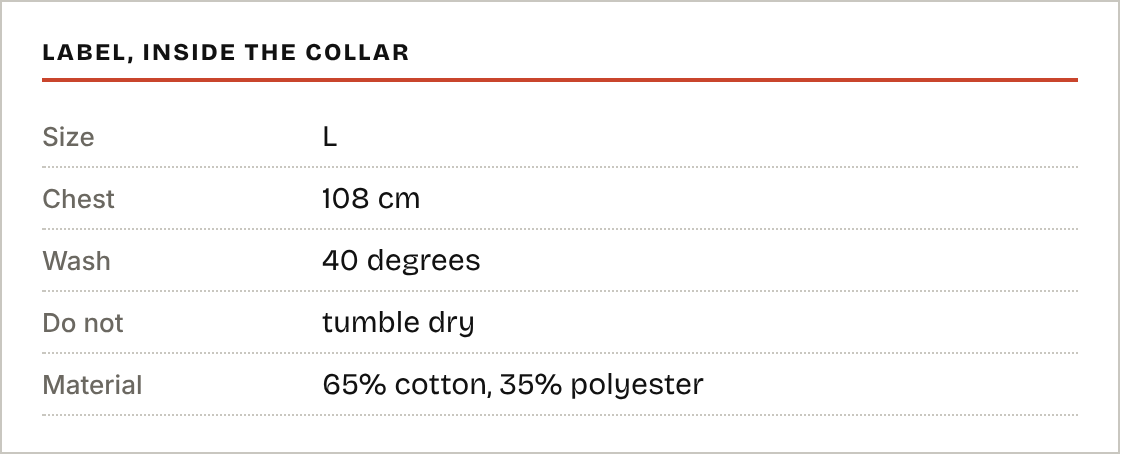 LABEL, INSIDE THE COLLAR
Size L
Chest 108 cm
Wash 40 degrees
Do not tumble dry
Material 65% cotton, 35% polyester